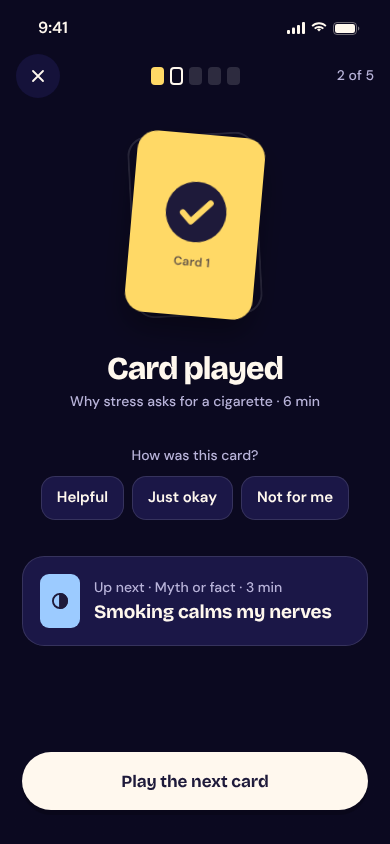 9:41
2 of 5
Card 1
Card played
Why stress asks for a cigarette · 6 min
How was this card?
Helpful
Just okay
Not for me
Up next · Myth or fact · 3 min
Smoking calms my nerves
Play the next card